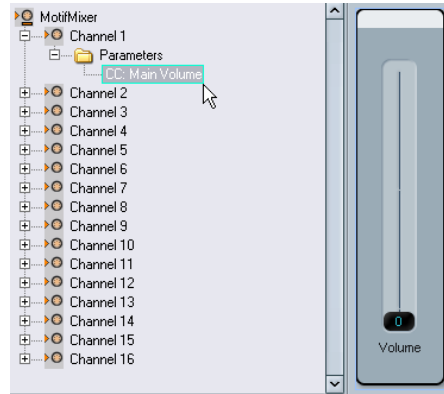 MotifMixer
Channel 1
Parameters
CC: Main Volume
Channel 2
Channel 3
Channel 4
Channel 5
Channel 6
Channel 7
Channel 8
Channel 9
Channel 10
Channel 11
Channel 12
Channel 13
Channel 14
Channel 15
Channel 16
0
Volume